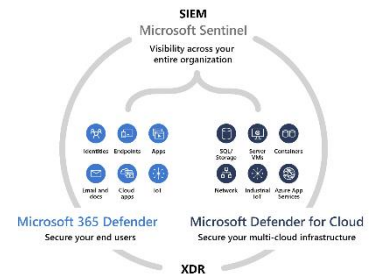 SIEM
Microsoft Sentinel
Visibility across your
entire organization
Identities Endpoints Apps
SQL/ Server Containers
Storage VMs
Email and Cloud IoT
docs apps
Network Industrial Azure App
IoT Services
Microsoft 365 Defender Microsoft Defender for Cloud
Secure your end users Secure your multi-cloud infrastructure
XDR